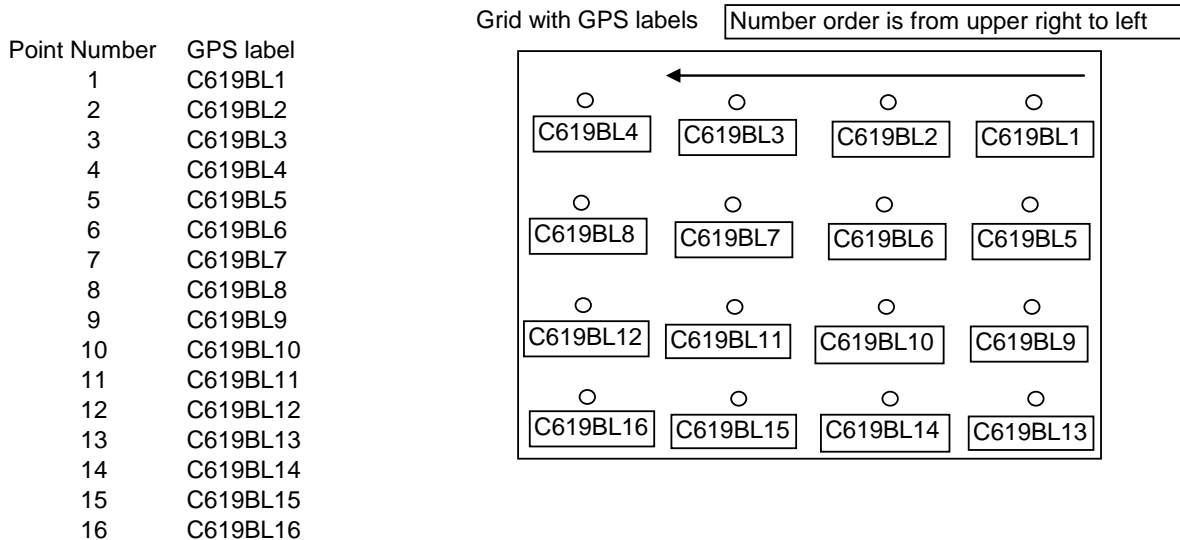 Grid with GPS labels
Number order is from upper right to left
Point Number GPS label
1 C619BL1
2 C619BL2
3 C619BL3
4 C619BL4
5 C619BL5
6 C619BL6
7 C619BL7
8 C619BL8
9 C619BL9
10 C619BL10
11 C619BL11
12 C619BL12
13 C619BL13
14 C619BL14
15 C619BL15
16 C619BL16
C619BL4 C619BL3 C619BL2 C619BL1
C619BL8 C619BL7 C619BL6 C619BL5
C619BL12 C619BL11 C619BL10 C619BL9
C619BL16 C619BL15 C619BL14 C619BL13